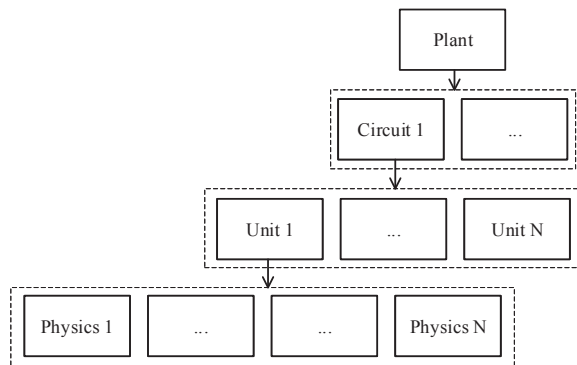 Plant
Circuit 1
...
Unit 1
...
Unit N
Physics 1
...
...
Physics N